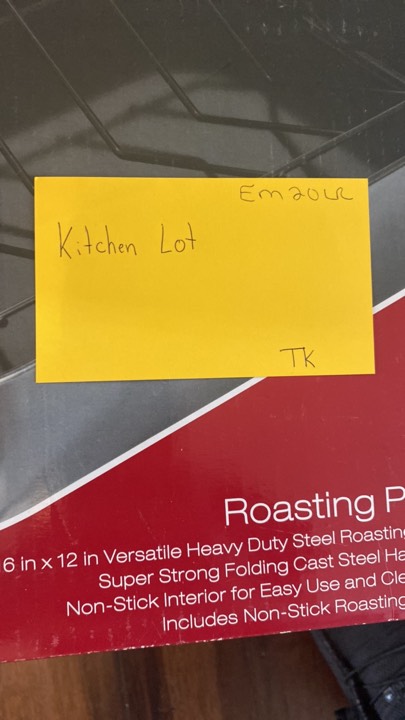 Em20LR
Kitchen Lot
TK
Roasting P
6 in x 12 in Versatile Heavy Duty Steel Roasting
Super Strong Folding Cast Steel Ha
Non-Stick Interior for Easy Use and Cle
Includes Non-Stick Roasting